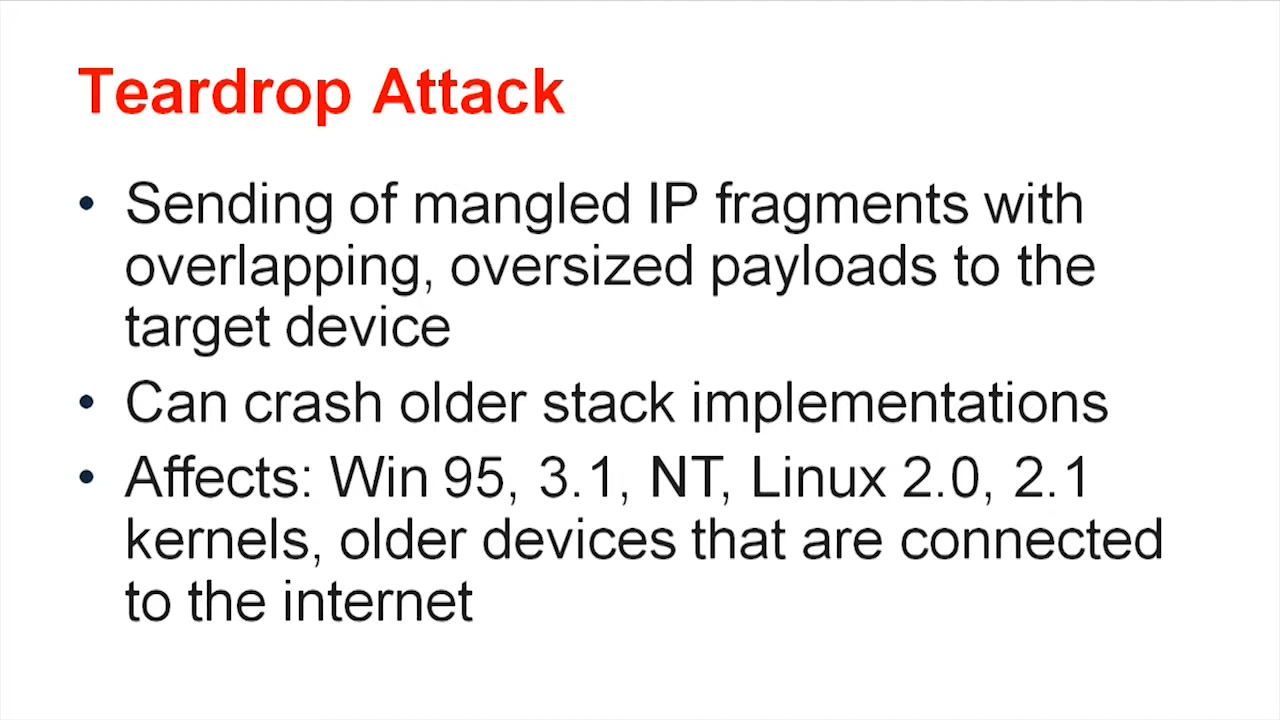 Teardrop Attack
• Sending of mangled IP fragments with
overlapping, oversized payloads to the
target device
• Can crash older stack implementations
• Affects: Win 95, 3.1, NT, Linux 2.0, 2.1
kernels, older devices that are connected
to the internet